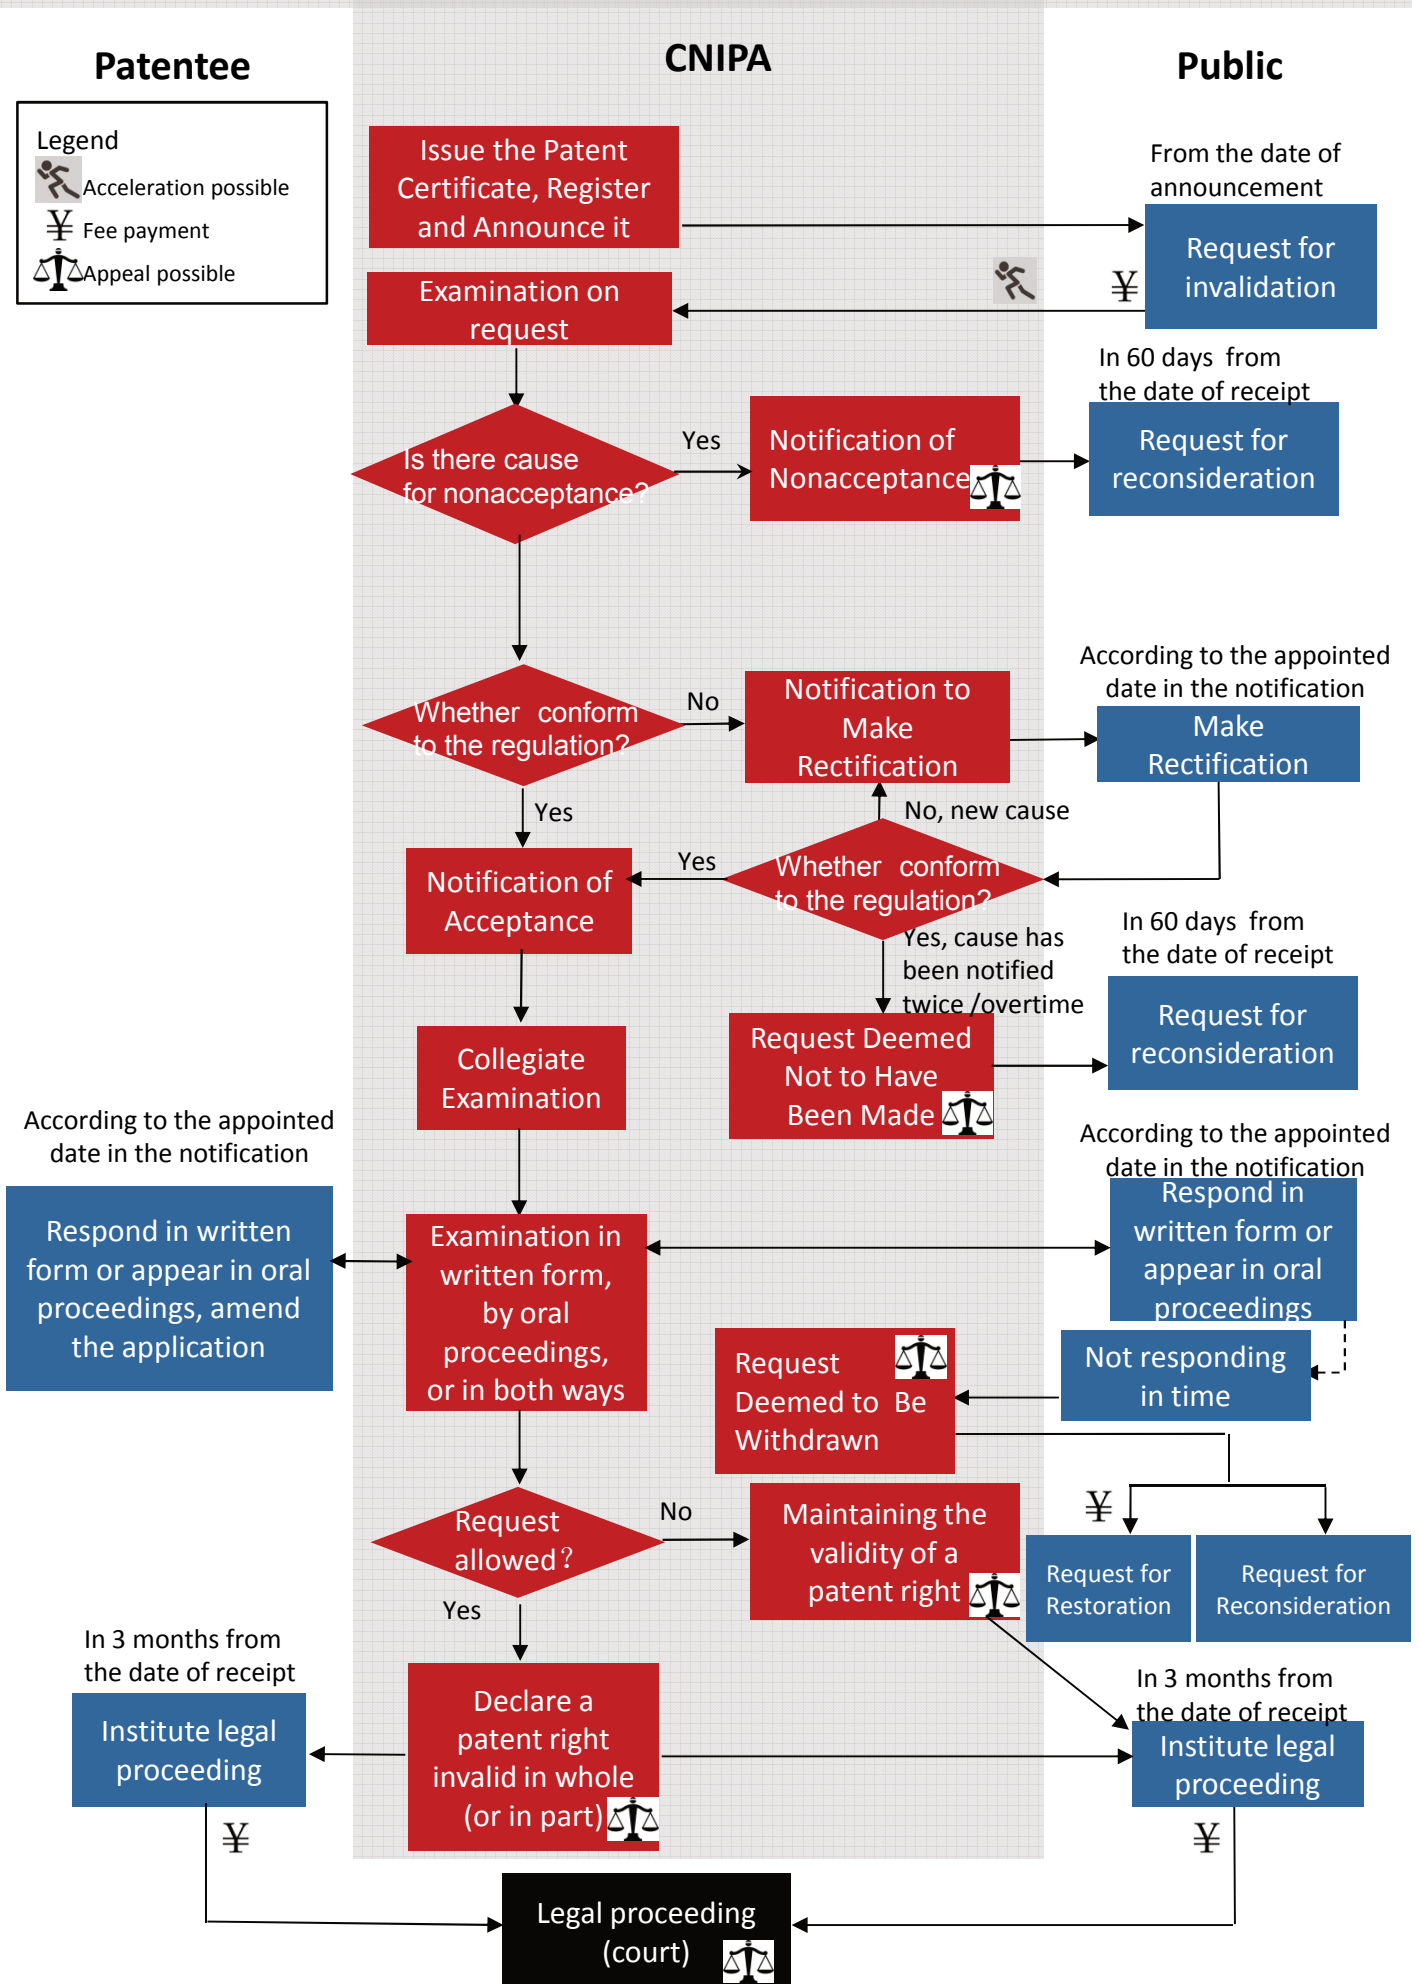 Patentee
CNIPA
Public
Legend
Acceleration possible
¥ Fee payment
Appeal possible
Issue the Patent
Certificate, Register
and Announce it
From the date of
announcement
Request for
invalidation
¥
Examination on
request
In 60 days from
the date of receipt
Is there cause
for nonacceptance?
Yes
Notification of
Nonacceptance
Request for
reconsideration
According to the appointed
date in the notification
Whether conform
to the regulation?
No
Notification to
Make
Rectification
Make
Rectification
Yes
No, new cause
Notification of
Acceptance
Yes
Whether conform
to the regulation?
Yes, cause has
been notified
twice /overtime
In 60 days from
the date of receipt
Collegiate
Examination
Request Deemed
Not to Have
Been Made
Request for
reconsideration
According to the appointed
date in the notification
According to the appointed
date in the notification
Respond in written
form or appear in oral
proceedings, amend
the application
Examination in
written form,
by oral
proceedings,
or in both ways
Respond in
written form or
appear in oral
proceedings
Request
Deemed to Be
Withdrawn
Not responding
in time
Request
allowed？
No
Maintaining the
validity of a
patent right
¥
Request for
Restoration
Request for
Reconsideration
Yes
In 3 months from
the date of receipt
In 3 months from
the date of receipt
Institute legal
proceeding
Declare a
patent right
invalid in whole
(or in part)
Institute legal
proceeding
¥
¥
Legal proceeding
(court)